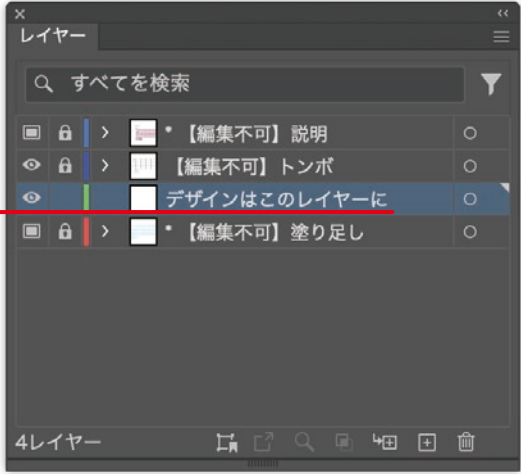 レイヤー
すべてを検索
* 【編集不可】説明
【編集不可】トンボ
デザインはこのレイヤーに
* 【編集不可】塗り足し
4レイヤー